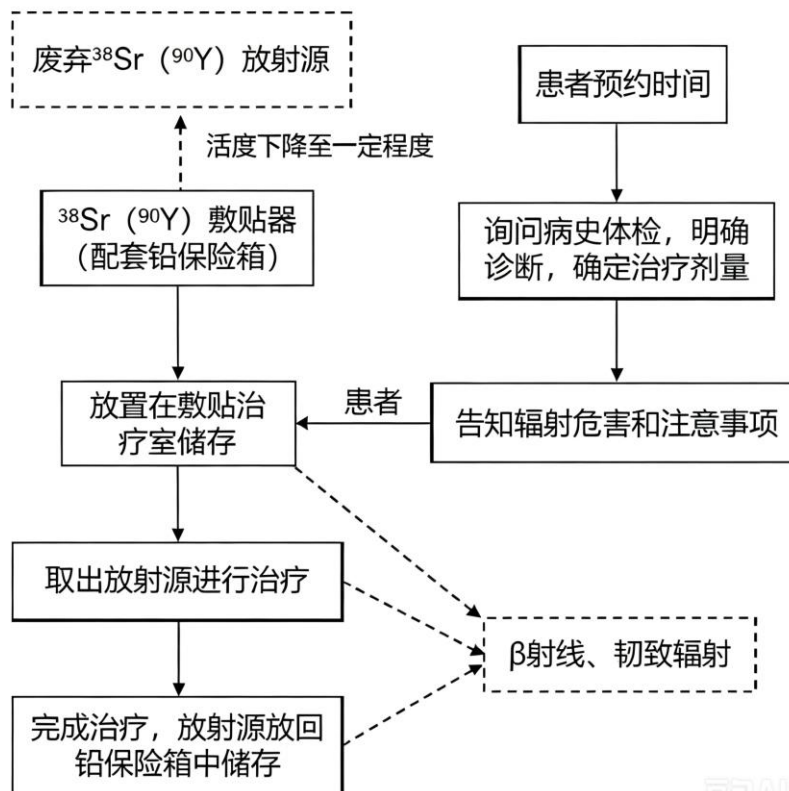 废弃³⁸Sr（⁹⁰Y）放射源
患者预约时间
活度下降至一定程度
³⁸Sr（⁹⁰Y）敷贴器
（配套铅保险箱）
询问病史体检，明确
诊断，确定治疗剂量
放置在敷贴治
疗室储存
患者
告知辐射危害和注意事项
取出放射源进行治疗
β射线、韧致辐射
完成治疗，放射源放回
铅保险箱中储存